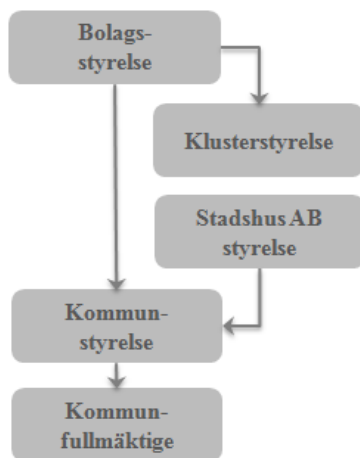 Bolags-
styrelse
Klusterstyrelse
Stadshus AB
styrelse
Kommun-
styrelse
Kommun-
fullmäktige